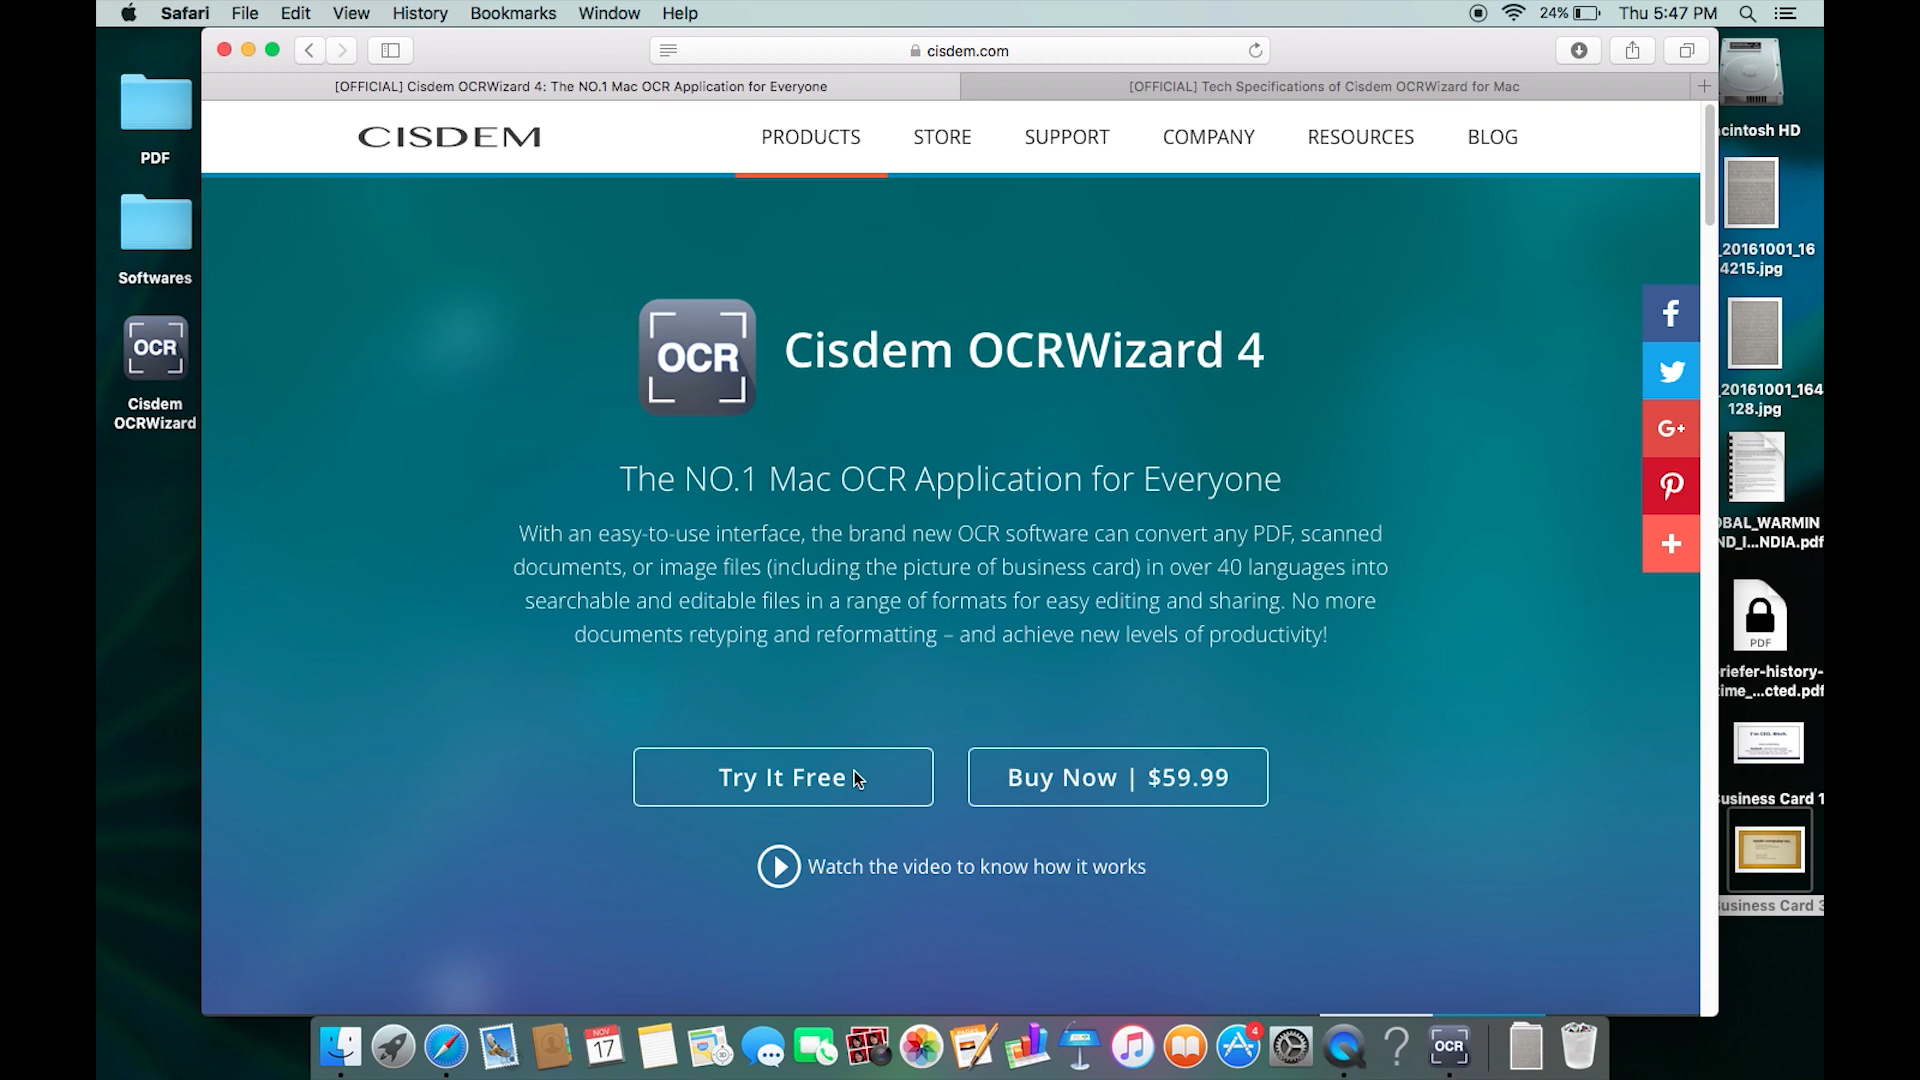 Safari File Edit View History Bookmarks Window Help 24% Thu 5:47 PM
cisdem.com
[OFFICIAL] Cisdem OCRWizard 4: The NO.1 Mac OCR Application for Everyone
[OFFICIAL] Tech Specifications of Cisdem OCRWizard for Mac
CISDEM PRODUCTS STORE SUPPORT COMPANY RESOURCES BLOG
PDF
Softwares
OCR
Cisdem
OCRWizard
OCR
Cisdem OCRWizard 4
The NO.1 Mac OCR Application for Everyone
With an easy-to-use interface, the brand new OCR software can convert any PDF, scanned
documents, or image files (including the picture of business card) in over 40 languages into
searchable and editable files in a range of formats for easy editing and sharing. No more
documents retyping and reformatting – and achieve new levels of productivity!
Try It Free
Buy Now | $59.99
Watch the video to know how it works
G+
acintosh HD
_20161001_16
4215.jpg
_20161001_164
128.jpg
OBAL_WARMIN
ND_I...NDIA.pdf
PDF
riefer-history-
ime_...cted.pdf
I'm CEO, Bitch.
usiness Card 1
usiness Card 3
NOV
17
4
OCR